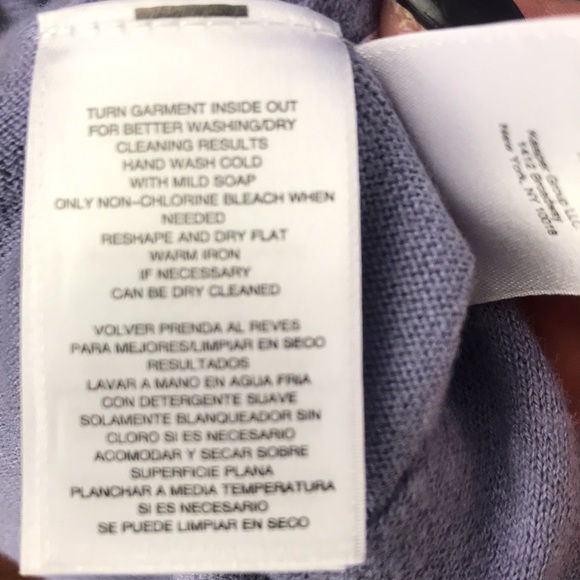 TURN GARMENT INSIDE OUT
FOR BETTER WASHING/DRY
CLEANING RESULTS
HAND WASH COLD
WITH MILD SOAP
ONLY NON-CHLORINE BLEACH WHEN
NEEDED
RESHAPE AND DRY FLAT
WARM IRON
IF NECESSARY
CAN BE DRY CLEANED
VOLVER PRENDA AL REVES
PARA MEJORES/LIMPIAR EN SECO
RESULTADOS
LAVAR A MANO EN AGUA FRIA
CON DETERGENTE SUAVE
SOLAMENTE BLANQUEADOR SIN
CLORO SI ES NECESARIO
ACOMODAR Y SECAR SOBRE
SUPERFICIE PLANA
PLANCHAR A MEDIA TEMPERATURA
SI ES NECESARIO
SE PUEDE LIMPIAR EN SECO
Group
1412 Broadway
New York, NY 10018